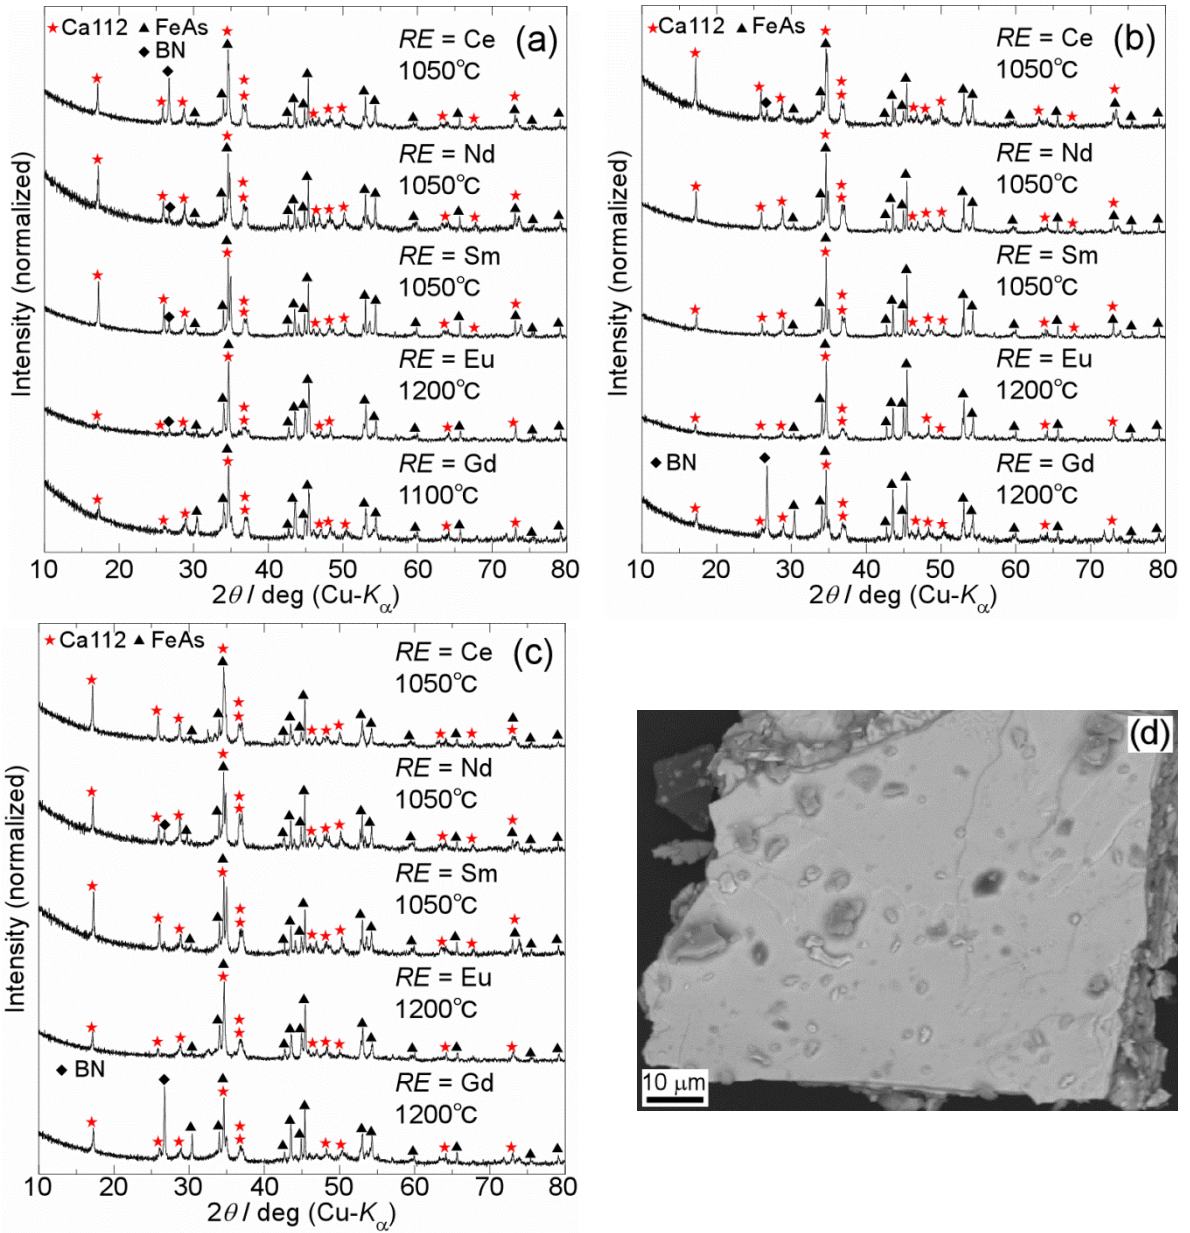 ★Ca112 ▲FeAs
◆BN
(a)
RE = Ce
1050℃
RE = Nd
1050℃
RE = Sm
1050℃
RE = Eu
1200℃
RE = Gd
1100℃
Intensity (normalized)
10 20 30 40 50 60 70 80
2θ / deg (Cu-Kα)
★Ca112 ▲FeAs
(b)
RE = Ce
1050℃
RE = Nd
1050℃
RE = Sm
1050℃
RE = Eu
1200℃
◆BN
RE = Gd
1200℃
Intensity (normalized)
10 20 30 40 50 60 70 80
2θ / deg (Cu-Kα)
★Ca112 ▲FeAs
(c)
RE = Ce
1050℃
RE = Nd
1050℃
RE = Sm
1050℃
RE = Eu
1200℃
◆ BN
RE = Gd
1200℃
Intensity (normalized)
10 20 30 40 50 60 70 80
2θ / deg (Cu-Kα)
(d)
10 μm